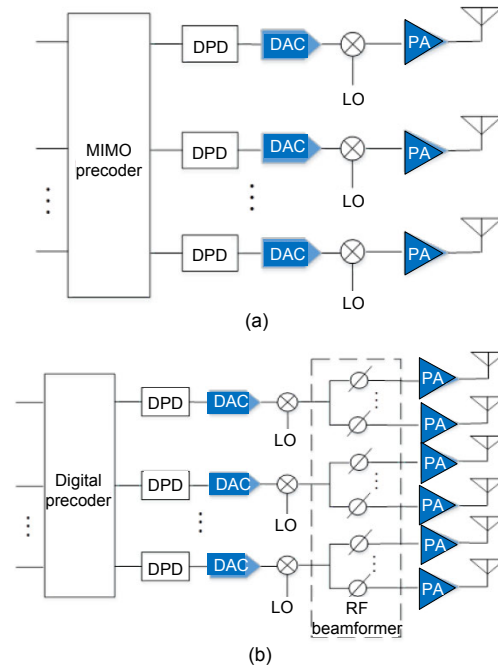 DPD
DAC
PA
LO
MIMO
precoder
DPD
DAC
PA
LO
DPD
DAC
PA
LO
(a)
DPD
DAC
PA
LO
PA
Digital
precoder
DPD
DAC
PA
LO
PA
DPD
DAC
PA
LO
PA
RF
beamformer
(b)